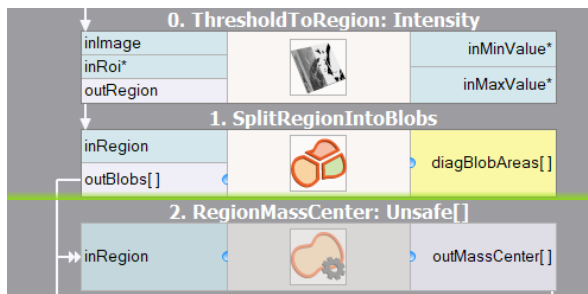 0. ThresholdToRegion: Intensity
inImage
inRoi*
outRegion
inMinValue*
inMaxValue*
1. SplitRegionIntoBlobs
inRegion
outBlobs[]
diagBlobAreas[]
2. RegionMassCenter: Unsafe[]
inRegion
outMassCenter[]